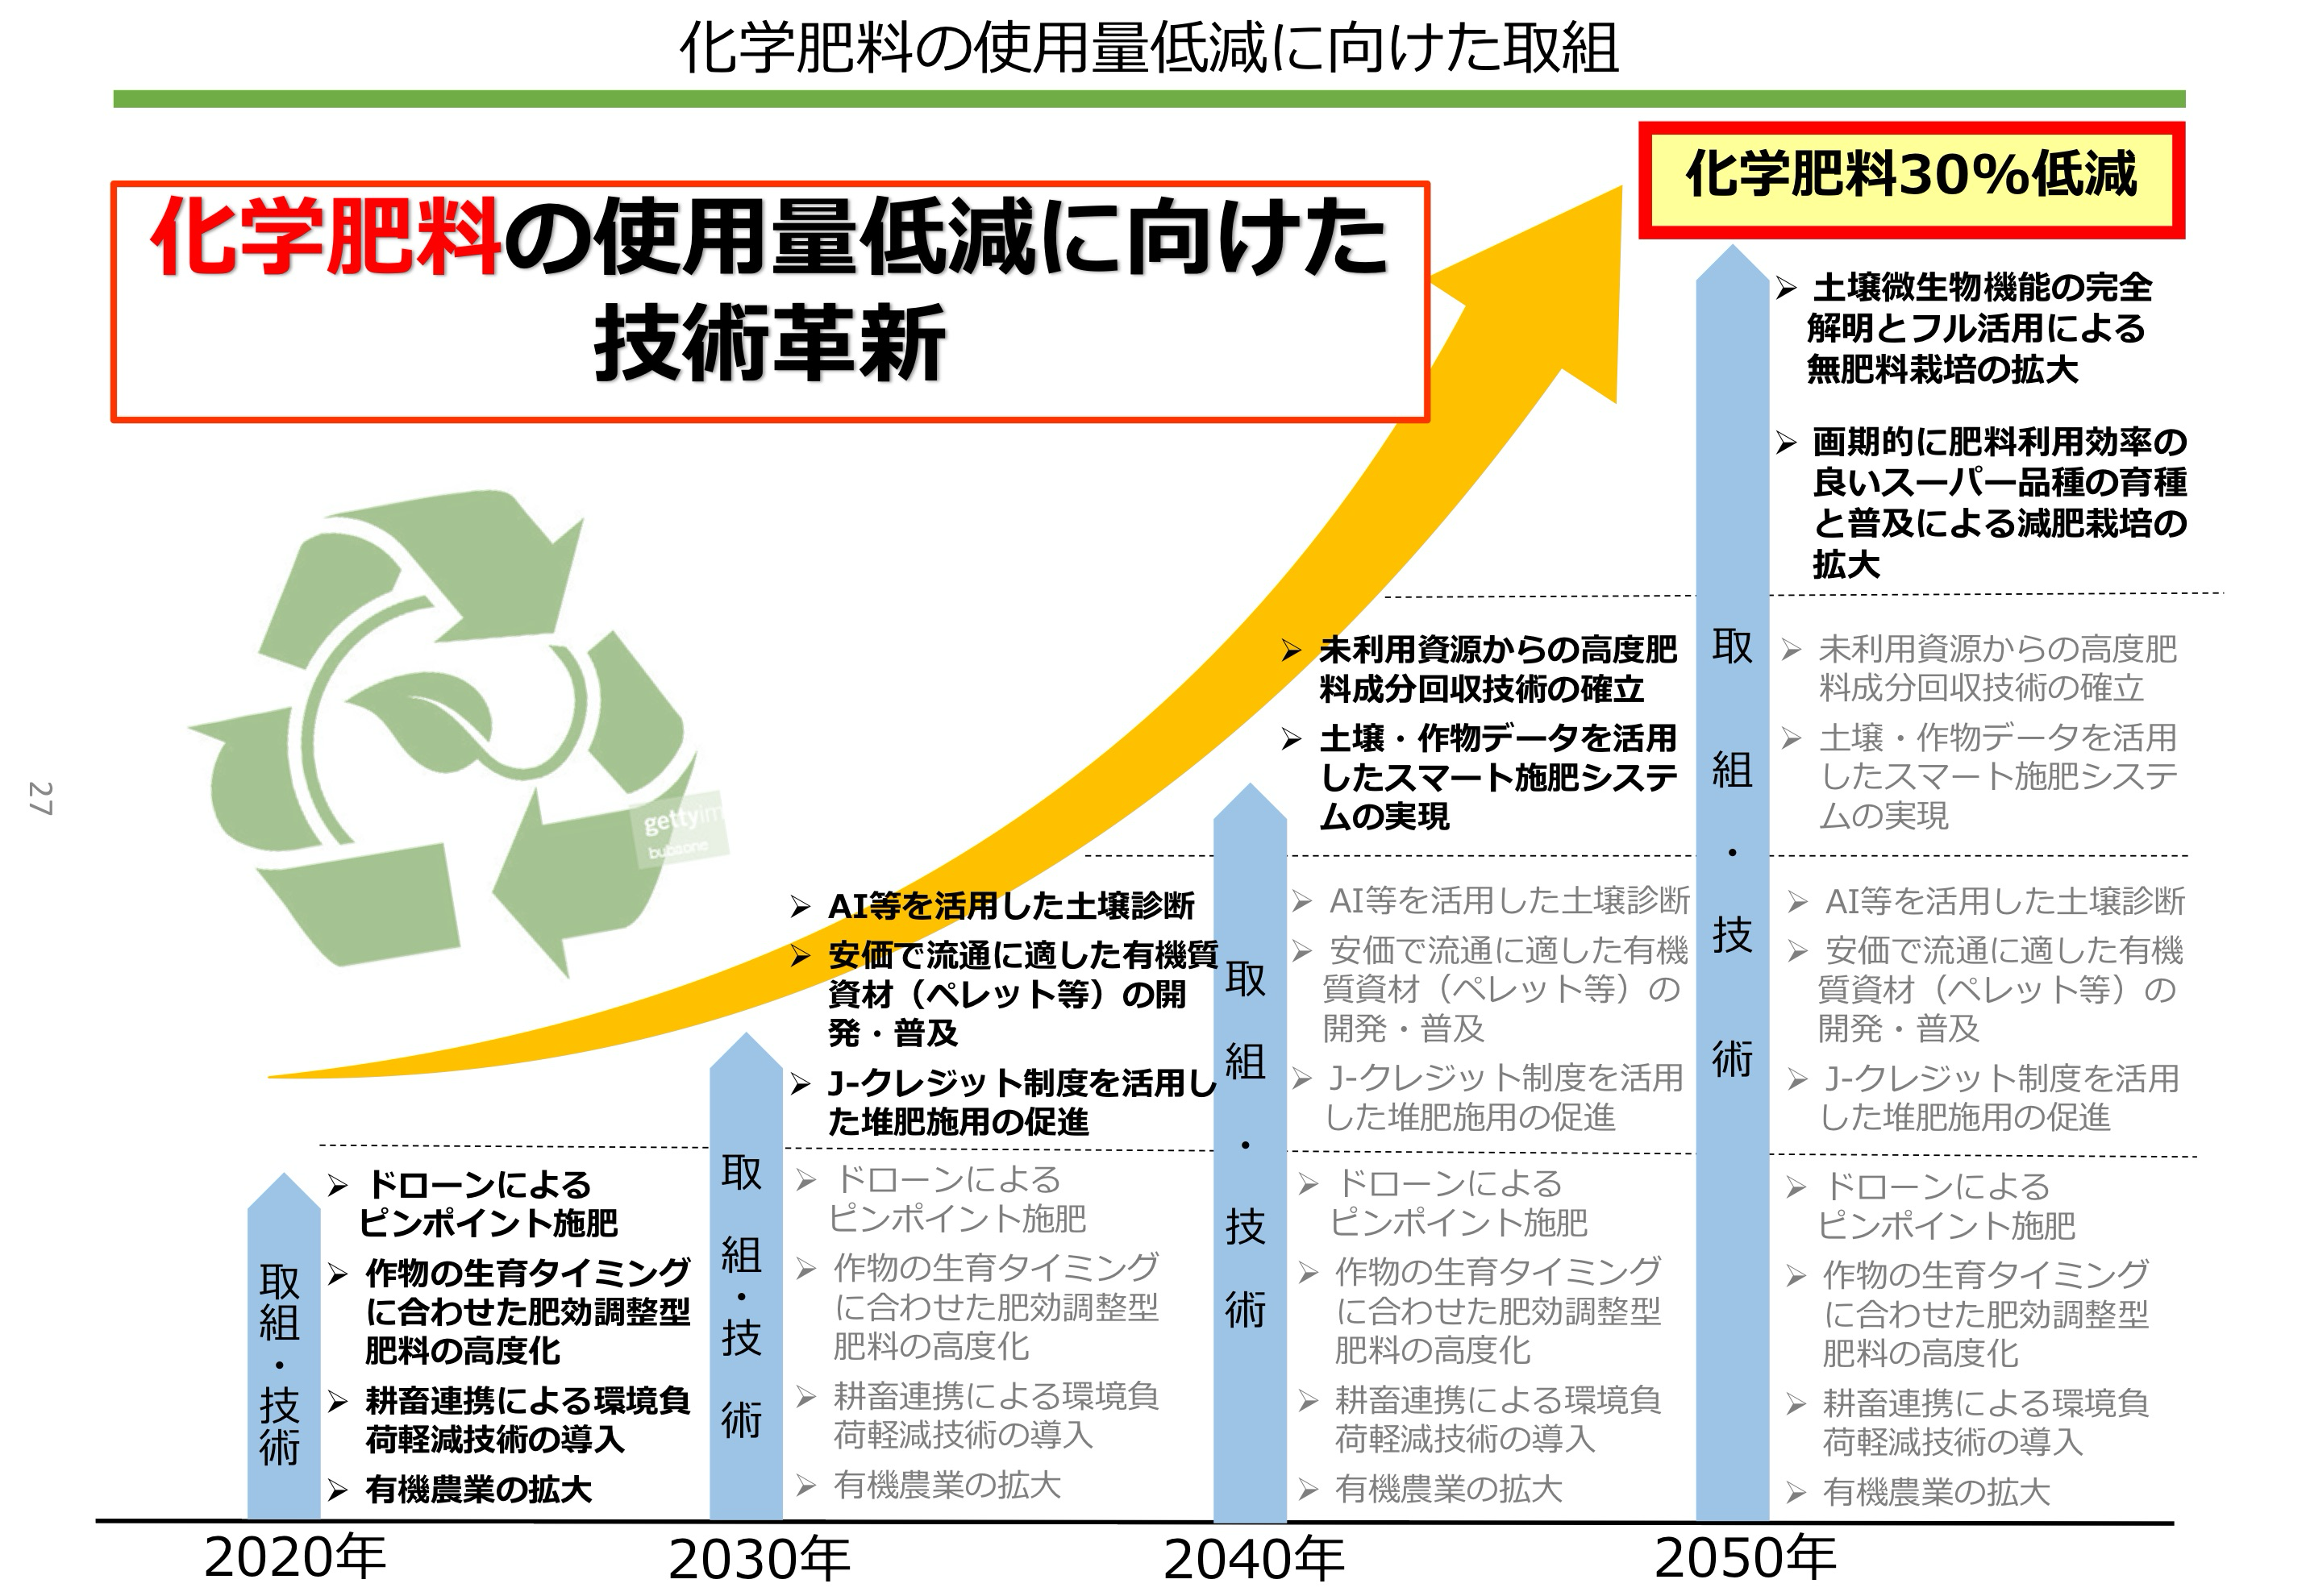 化学肥料の使用量低減に向けた取組
化学肥料30%低減
化学肥料の使用量低減に向けた
技術革新
➢ 土壌微生物機能の完全
解明とフル活用による
無肥料栽培の拡大
➢ 画期的に肥料利用効率の
良いスーパー品種の育種
と普及による減肥栽培の
拡大
➢ 未利用資源からの高度肥
料成分回収技術の確立
➢ 土壌・作物データを活用
したスマート施肥システ
ムの実現
取組・技術
➢ 未利用資源からの高度肥
料成分回収技術の確立
➢ 土壌・作物データを活用
したスマート施肥システ
ムの実現
gettyim
bubaone
27
➢ AI等を活用した土壌診断
➢ 安価で流通に適した有機質
資材（ペレット等）の開
発・普及
➢ J-クレジット制度を活用し
た堆肥施用の促進
取組・技術
➢ AI等を活用した土壌診断
➢ 安価で流通に適した有機
質資材（ペレット等）の
開発・普及
➢ J-クレジット制度を活用
した堆肥施用の促進
➢ AI等を活用した土壌診断
➢ 安価で流通に適した有機
質資材（ペレット等）の
開発・普及
➢ J-クレジット制度を活用
した堆肥施用の促進
取組・技術
➢ ドローンによる
ピンポイント施肥
➢ 作物の生育タイミング
に合わせた肥効調整型
肥料の高度化
➢ 耕畜連携による環境負
荷軽減技術の導入
➢ 有機農業の拡大
取組・技術
➢ ドローンによる
ピンポイント施肥
➢ 作物の生育タイミング
に合わせた肥効調整型
肥料の高度化
➢ 耕畜連携による環境負
荷軽減技術の導入
➢ 有機農業の拡大
➢ ドローンによる
ピンポイント施肥
➢ 作物の生育タイミング
に合わせた肥効調整型
肥料の高度化
➢ 耕畜連携による環境負
荷軽減技術の導入
➢ 有機農業の拡大
➢ ドローンによる
ピンポイント施肥
➢ 作物の生育タイミング
に合わせた肥効調整型
肥料の高度化
➢ 耕畜連携による環境負
荷軽減技術の導入
➢ 有機農業の拡大
2020年
2030年
2040年
2050年